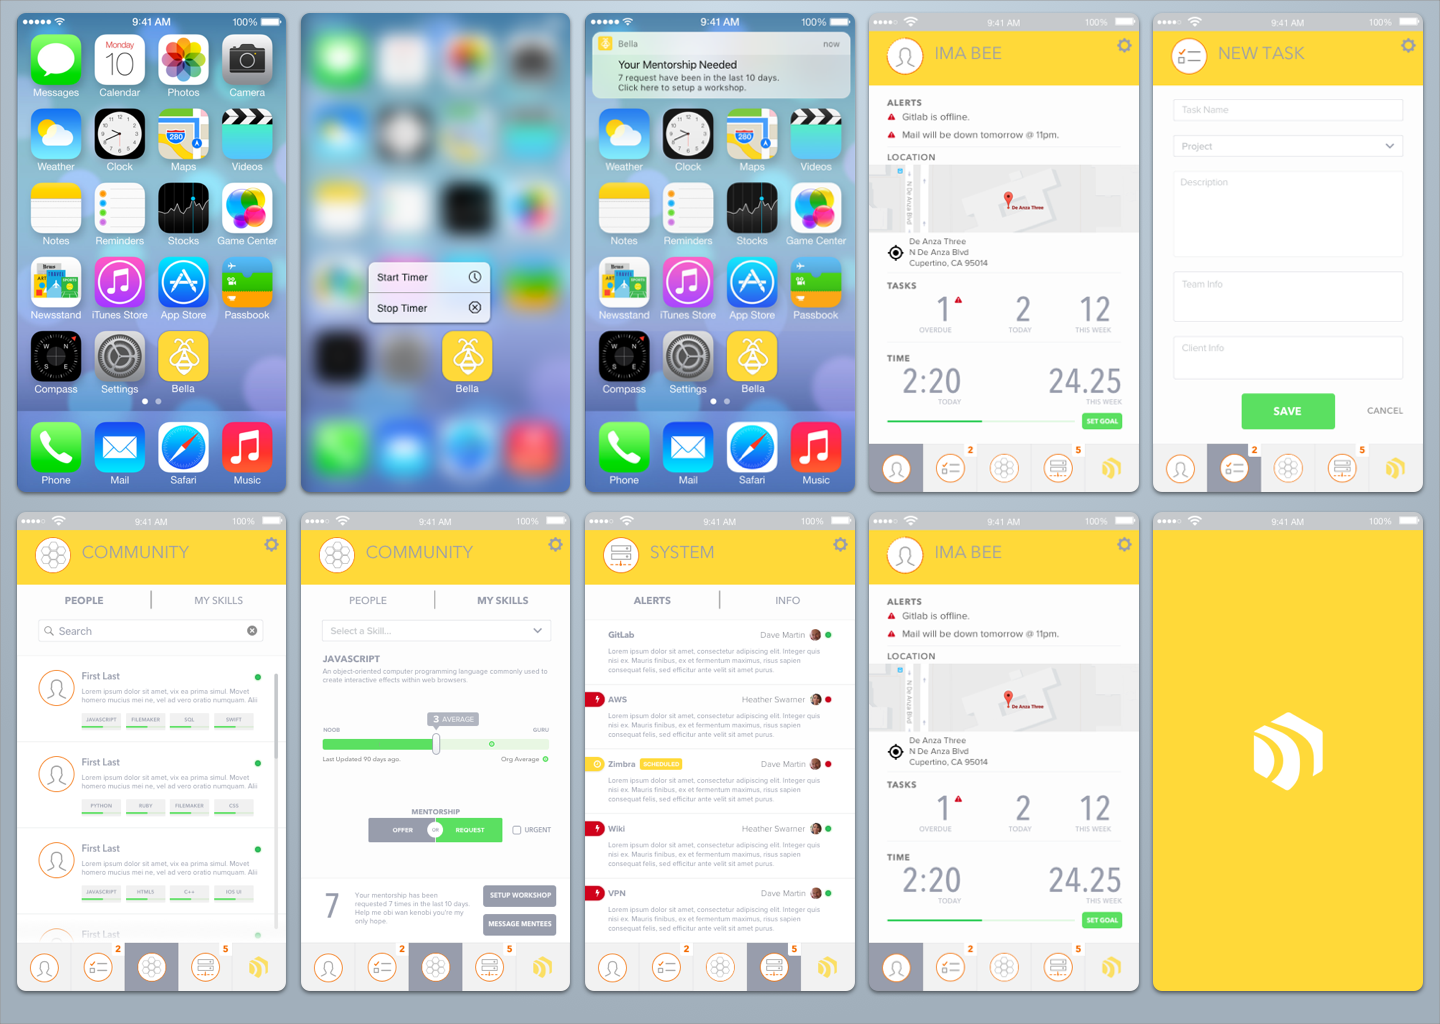 9:41 AM
100%
Messages
Monday
10
Calendar
Photos
Camera
Weather
Clock
280
Maps
Videos
Notes
Reminders
Stocks
Game Center
Newsstand
iTunes Store
App Store
Passbook
Compass
Settings
Bella
Phone
Mail
Safari
Music
Start Timer
Stop Timer
Bella
9:41 AM
100%
Bella
now
Your Mentorship Needed
7 request have been in the last 10 days.
Click here to setup a workshop.
Weather
Clock
280
Maps
Videos
Notes
Reminders
Stocks
Game Center
Newsstand
iTunes Store
App Store
Passbook
Compass
Settings
Bella
Phone
Mail
Safari
Music
9:41 AM
100%
IMA BEE
ALERTS
Gitlab is offline.
Mail will be down tomorrow @ 11pm.
LOCATION
N De Anza Blvd
De Anza Three
De Anza Three
N De Anza Blvd
Cupertino, CA 95014
TASKS
1 2 12
OVERDUE TODAY THIS WEEK
TIME
2:20 24.25
TODAY THIS WEEK
SET GOAL
2 5
9:41 AM
100%
NEW TASK
Task Name
Project
Description
Team Info
Client Info
SAVE
CANCEL
2 5
9:41 AM
100%
COMMUNITY
PEOPLE MY SKILLS
Search
First Last
Lorem ipsum dolor sit amet, vix ea prima simul. Movet
homero mucius mei ne, vel ad vero oratio numquam. Alii
JAVASCRIPT FILEMAKER SQL SWIFT
First Last
Lorem ipsum dolor sit amet, vix ea prima simul. Movet
homero mucius mei ne, vel ad vero oratio numquam. Alii
PYTHON RUBY FILEMAKER CSS
First Last
Lorem ipsum dolor sit amet, vix ea prima simul. Movet
homero mucius mei ne, vel ad vero oratio numquam. Alii
JAVASCRIPT HTML5 C++ IOS UI
First Last
2 5
9:41 AM
100%
COMMUNITY
PEOPLE MY SKILLS
Select a Skill...
JAVASCRIPT
An object-oriented computer programming language commonly used to
create interactive effects within web browsers.
3 AVERAGE
NOOB GURU
Last Updated 90 days ago. Org Average
MENTORSHIP
OFFER OR REQUEST
URGENT
7
Your mentorship has been
requested 7 times in the last 10 days.
Help me obi wan kenobi you're my
only hope.
SETUP WORKSHOP
MESSAGE MENTEES
2 5
9:41 AM
100%
SYSTEM
ALERTS INFO
GitLab Dave Martin
Lorem ipsum dolor sit amet, consectetur adipiscing elit. Integer quis
nisi ex. Mauris finibus, ex et fermentum maximus, risus sapien
consequat risus, sed efficitur ante velit sit amet purus.
AWS Heather Swarner
Lorem ipsum dolor sit amet, consectetur adipiscing elit. Integer quis
nisi ex. Mauris finibus, ex et fermentum maximus, risus sapien
consequat risus, sed efficitur ante velit sit amet purus.
Zimbra SCHEDULED Dave Martin
Lorem ipsum dolor sit amet, consectetur adipiscing elit. Integer quis
nisi ex. Mauris finibus, ex et fermentum maximus, risus sapien
consequat risus, sed efficitur ante velit sit amet purus.
Wiki Heather Swarner
Lorem ipsum dolor sit amet, consectetur adipiscing elit. Integer quis
nisi ex. Mauris finibus, ex et fermentum maximus, risus sapien
consequat risus, sed efficitur ante velit sit amet purus.
VPN Dave Martin
Lorem ipsum dolor sit amet, consectetur adipiscing elit. Integer quis
nisi ex. Mauris finibus, ex et fermentum maximus, risus sapien
consequat risus, sed efficitur ante velit sit amet purus.
2 5
9:41 AM
100%
IMA BEE
ALERTS
Gitlab is offline.
Mail will be down tomorrow @ 11pm.
LOCATION
N De Anza Blvd
De Anza Three
De Anza Three
N De Anza Blvd
Cupertino, CA 95014
TASKS
1 2 12
OVERDUE TODAY THIS WEEK
TIME
2:20 24.25
TODAY THIS WEEK
SET GOAL
2 5
9:41 AM
100%